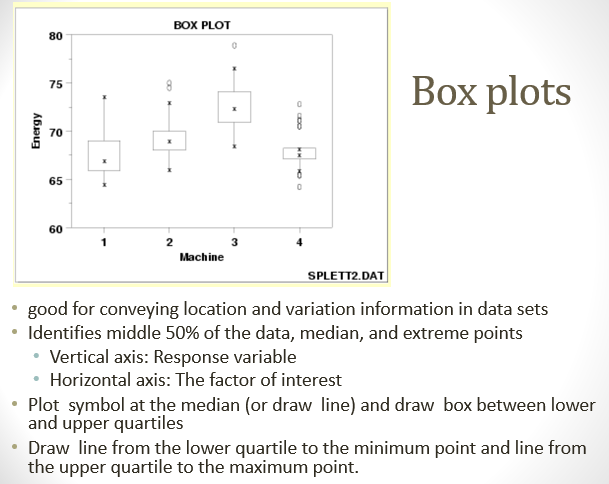 BOX PLOT
Box plots
80
75
70
65
60
Energy
1 2 3 4
Machine
SPLETT2.DAT
• good for conveying location and variation information in data sets
• Identifies middle 50% of the data, median, and extreme points
• Vertical axis: Response variable
• Horizontal axis: The factor of interest
• Plot symbol at the median (or draw line) and draw box between lower
and upper quartiles
• Draw line from the lower quartile to the minimum point and line from
the upper quartile to the maximum point.